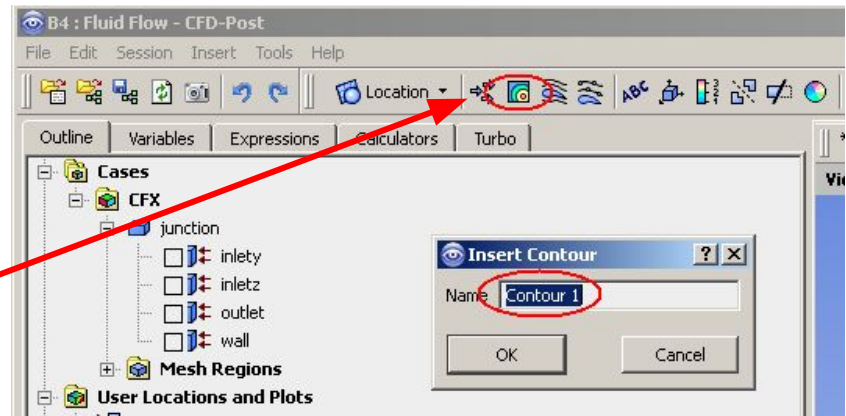 B4 : Fluid Flow - CFD-Post
File Edit Session Insert Tools Help
Location
ABC
Outline Variables Expressions Calculators Turbo
Cases
CFX
junction
inlety
inletz
outlet
wall
Mesh Regions
User Locations and Plots
Insert Contour
Name Contour 1
OK Cancel